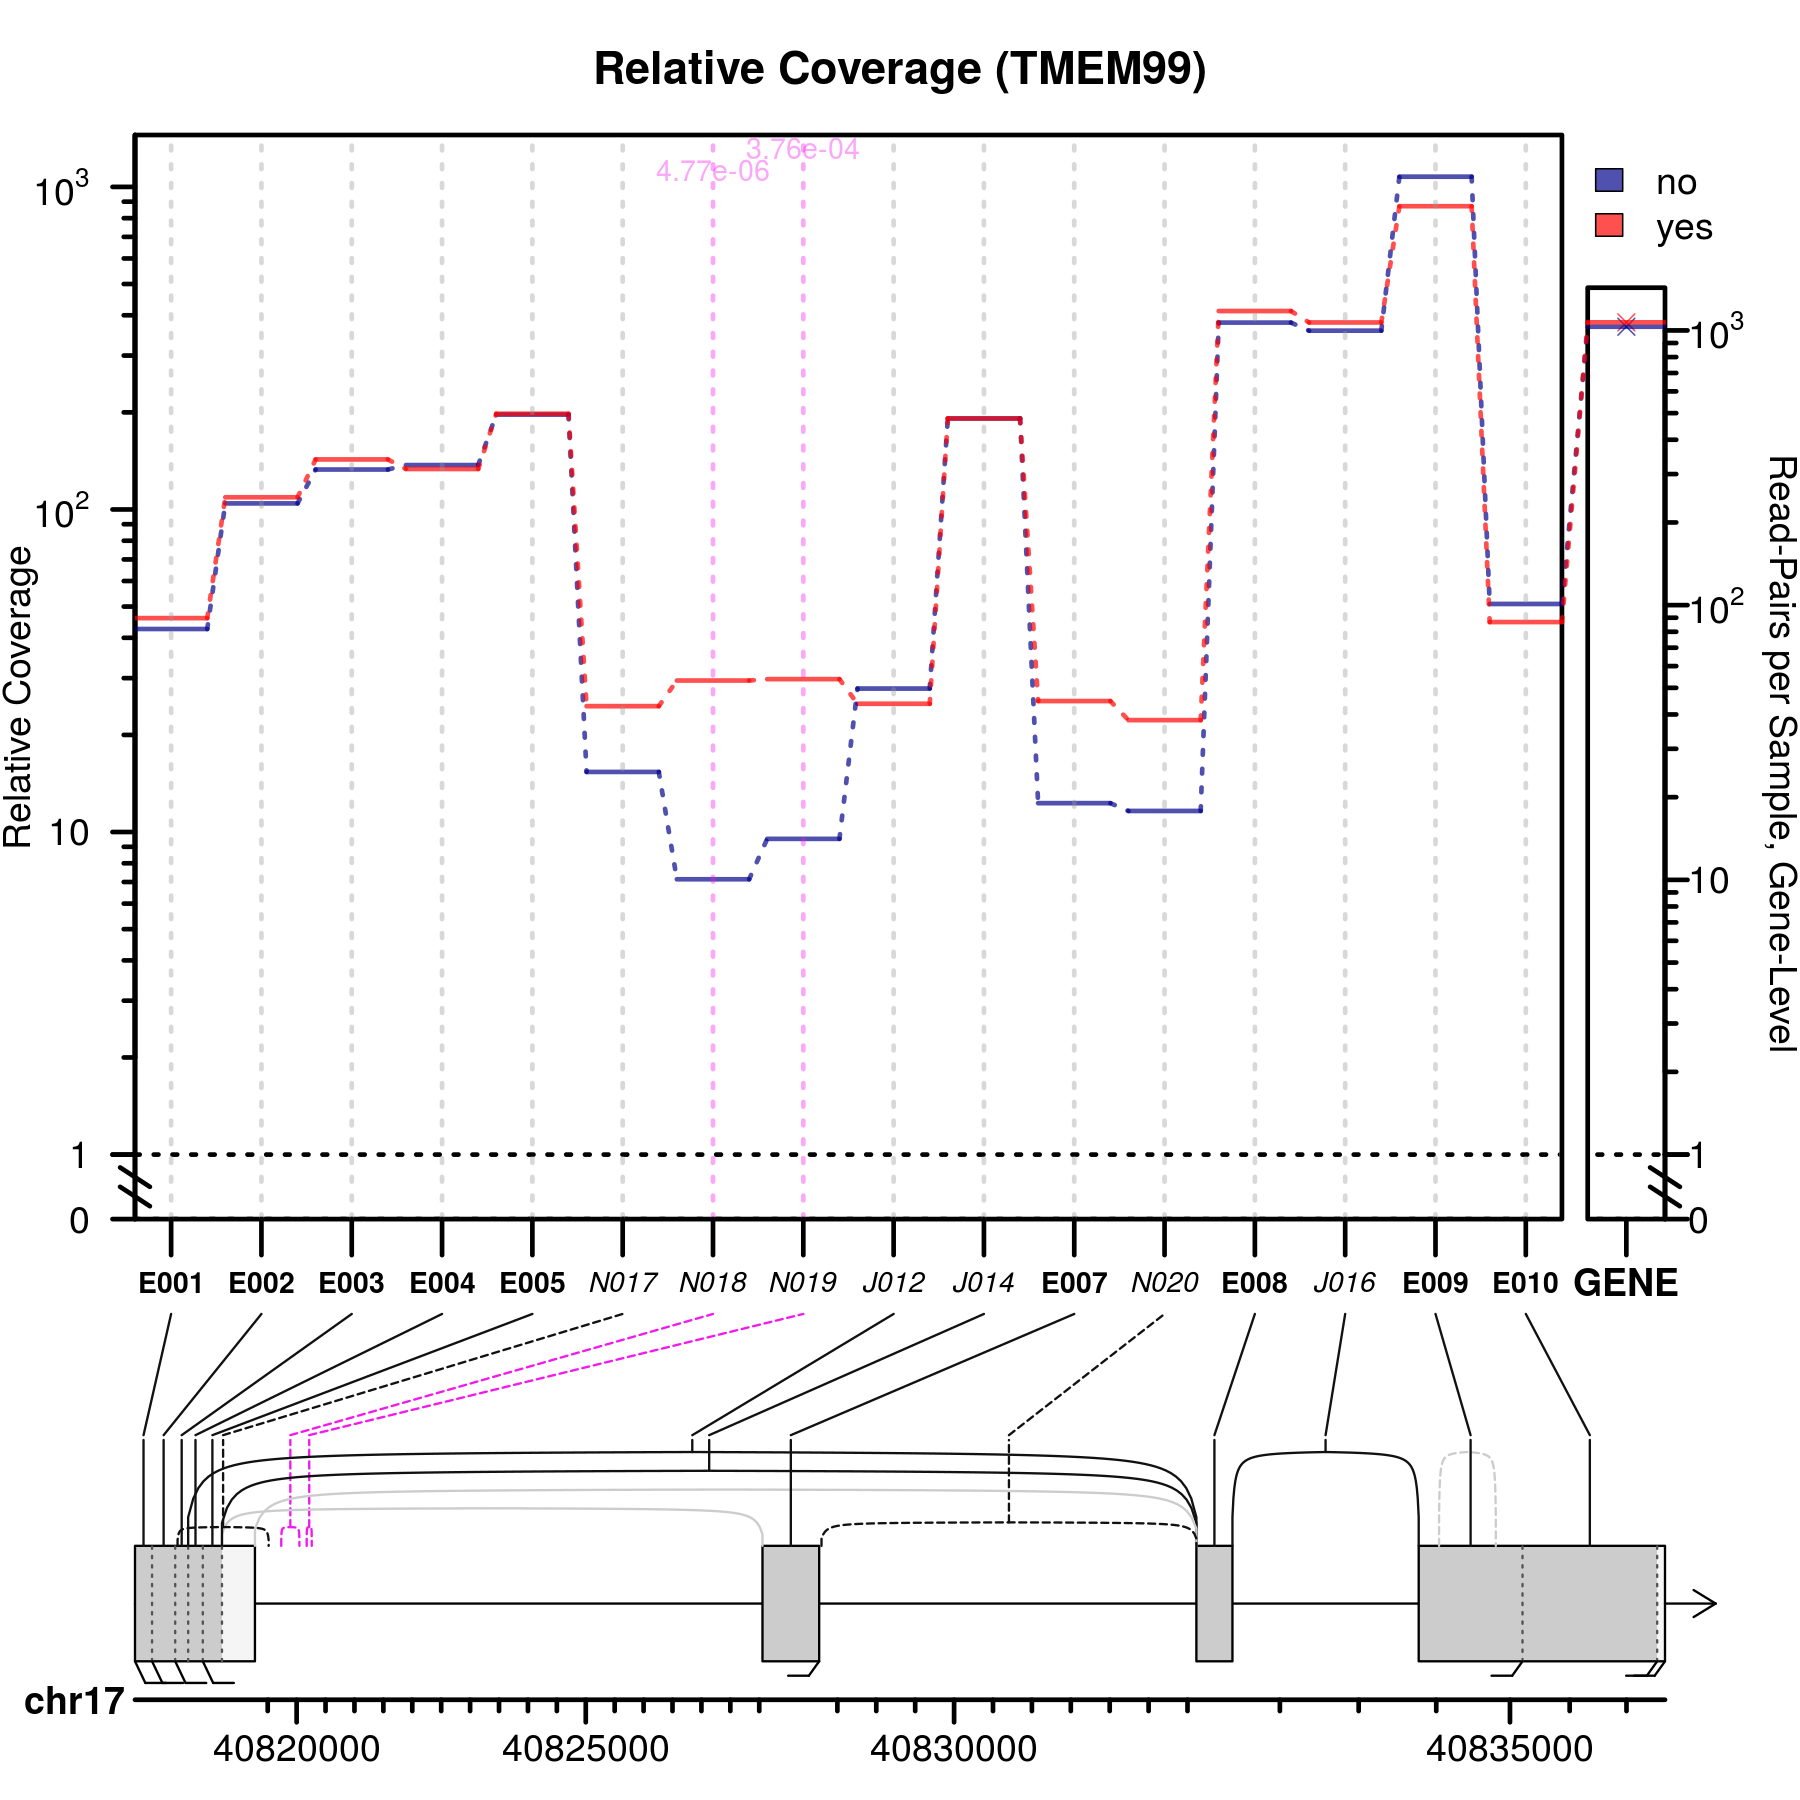 Relative Coverage (TMEM99)
3.76e-04
4.77e-06
no
yes
10³
10²
10
1
0
Relative Coverage
10³
10²
10
1
0
Read-Pairs per Sample, Gene-Level
E001 E002 E003 E004 E005 N017 N018 N019 J012 J014 E007 N020 E008 J016 E009 E010 GENE
chr17
40820000 40825000 40830000 40835000